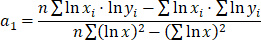 a₁ = (n∑ln xᵢ · ln yᵢ − ∑ln xᵢ · ∑ln yᵢ) / (n∑(ln x)² − (∑ln x)²)